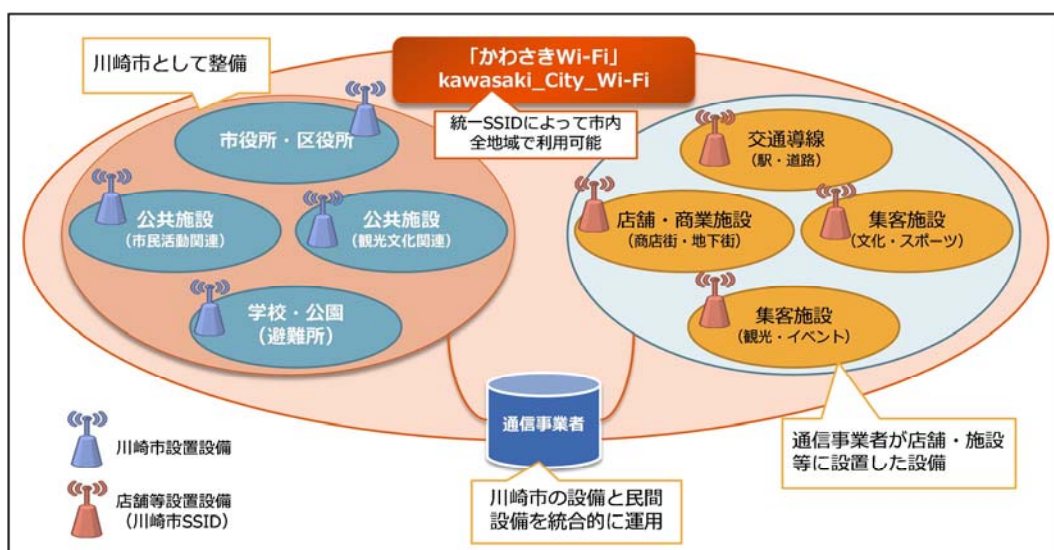 「かわさきWi-Fi」
kawasaki_City_Wi-Fi
統一SSIDによって市内
全地域で利用可能
川崎市として整備
市役所・区役所
公共施設
(市民活動関連)
公共施設
(観光文化関連)
学校・公園
(避難所)
交通導線
(駅・道路)
店舗・商業施設
(商店街・地下街)
集客施設
(文化・スポーツ)
集客施設
(観光・イベント)
通信事業者
川崎市の設備と民間
設備を統合的に運用
通信事業者が店舗・施設
等に設置した設備
川崎市設置設備
店舗等設置設備
(川崎市SSID)